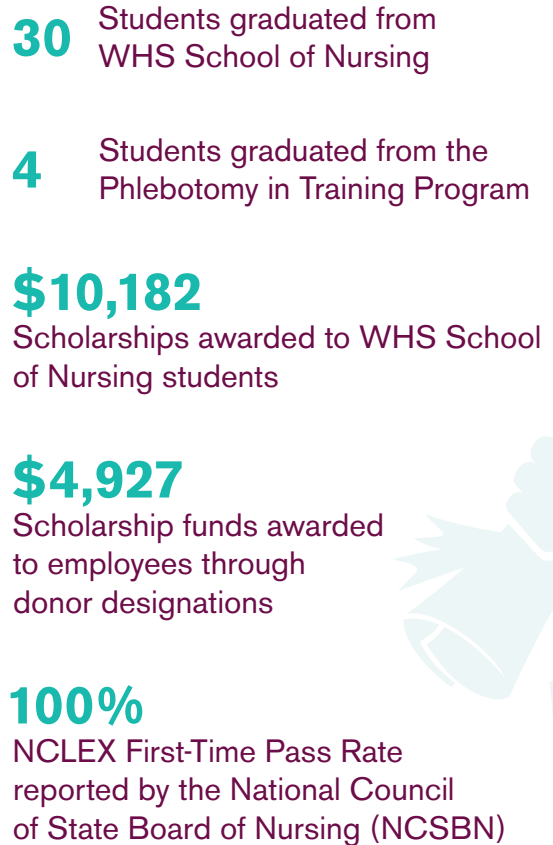 30
Students graduated from
WHS School of Nursing
4
Students graduated from the
Phlebotomy in Training Program
$10,182
Scholarships awarded to WHS School
of Nursing students
$4,927
Scholarship funds awarded
to employees through
donor designations
100%
NCLEX First-Time Pass Rate
reported by the National Council
of State Board of Nursing (NCSBN)